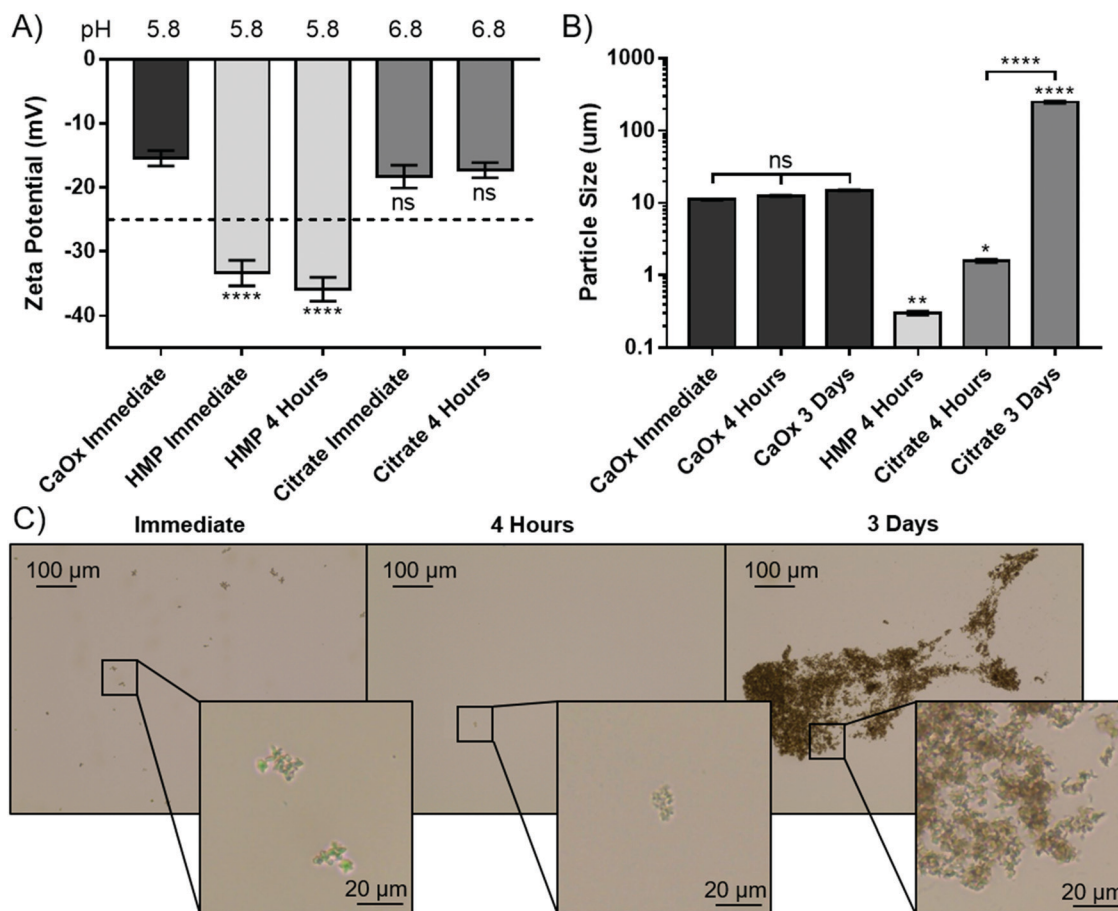 A)
pH 5.8 5.8 5.8 6.8 6.8
0
-10
-20
-30
-40
Zeta Potential (mV)
ns
ns
****
****
CaOx Immediate
HMP Immediate
HMP 4 Hours
Citrate Immediate
Citrate 4 Hours
B)
1000
100
10
1
0.1
Particle Size (um)
****
****
ns
*
**
CaOx Immediate
CaOx 4 Hours
CaOx 3 Days
HMP 4 Hours
Citrate 4 Hours
Citrate 3 Days
C)
Immediate
4 Hours
3 Days
100 µm
100 µm
100 µm
20 µm
20 µm
20 µm